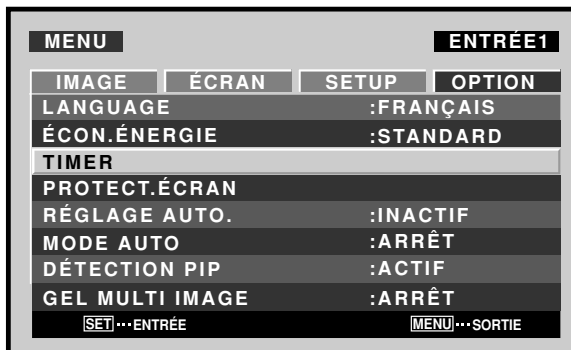 MENU ENTRÉE1
IMAGE ÉCRAN SETUP OPTION
LANGUAGE :FRANÇAIS
ÉCON.ÉNERGIE :STANDARD
TIMER
PROTECT.ÉCRAN
RÉGLAGE AUTO. :INACTIF
MODE AUTO :ARRÊT
DÉTECTION PIP :ACTIF
GEL MULTI IMAGE :ARRÊT
SET ••• ENTRÉE MENU ••• SORTIE